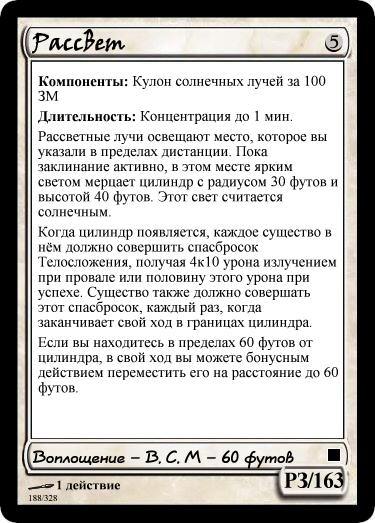 Рассвет
5
Компоненты: Кулон солнечных лучей за 100
ЗМ
Длительность: Концентрация до 1 мин.
Рассветные лучи освещают место, которое вы
указали в пределах дистанции. Пока
заклинание активно, в этом месте ярким
светом мерцает цилиндр с радиусом 30 футов и
высотой 40 футов. Этот свет считается
солнечным.
Когда цилиндр появляется, каждое существо в
нём должно совершить спасбросок
Телосложения, получая 4к10 урона излучением
при провале или половину этого урона при
успехе. Существо также должно совершать
этот спасбросок, каждый раз, когда
заканчивает свой ход в границах цилиндра.
Если вы находитесь в пределах 60 футов от
цилиндра, в свой ход вы можете бонусным
действием переместить его на расстояние до 60
футов.
Воплощение – В, С, М – 60 футов
1 действие
РЗ/163
188/328